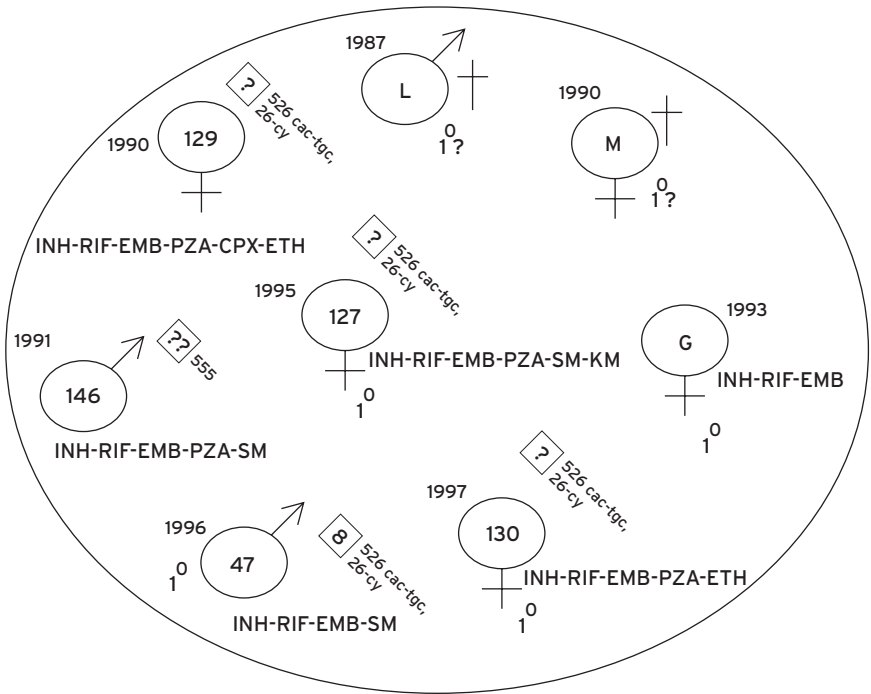 1987
L
0
1 ?
1990
M
0
1 ?
?
526 cac-tgc,
26-cy
1990
129
INH-RIF-EMB-PZA-CPX-ETH
?
526 cac-tgc,
26-cy
1995
127
INH-RIF-EMB-PZA-SM-KM
1 0
1993
G
INH-RIF-EMB
1 0
1991
??
555
146
INH-RIF-EMB-PZA-SM
?
526 cac-tgc,
26-cy
1997
130
INH-RIF-EMB-PZA-ETH
1 0
1996
1 0
47
8
526 cac-tgc,
26-cy
INH-RIF-EMB-SM